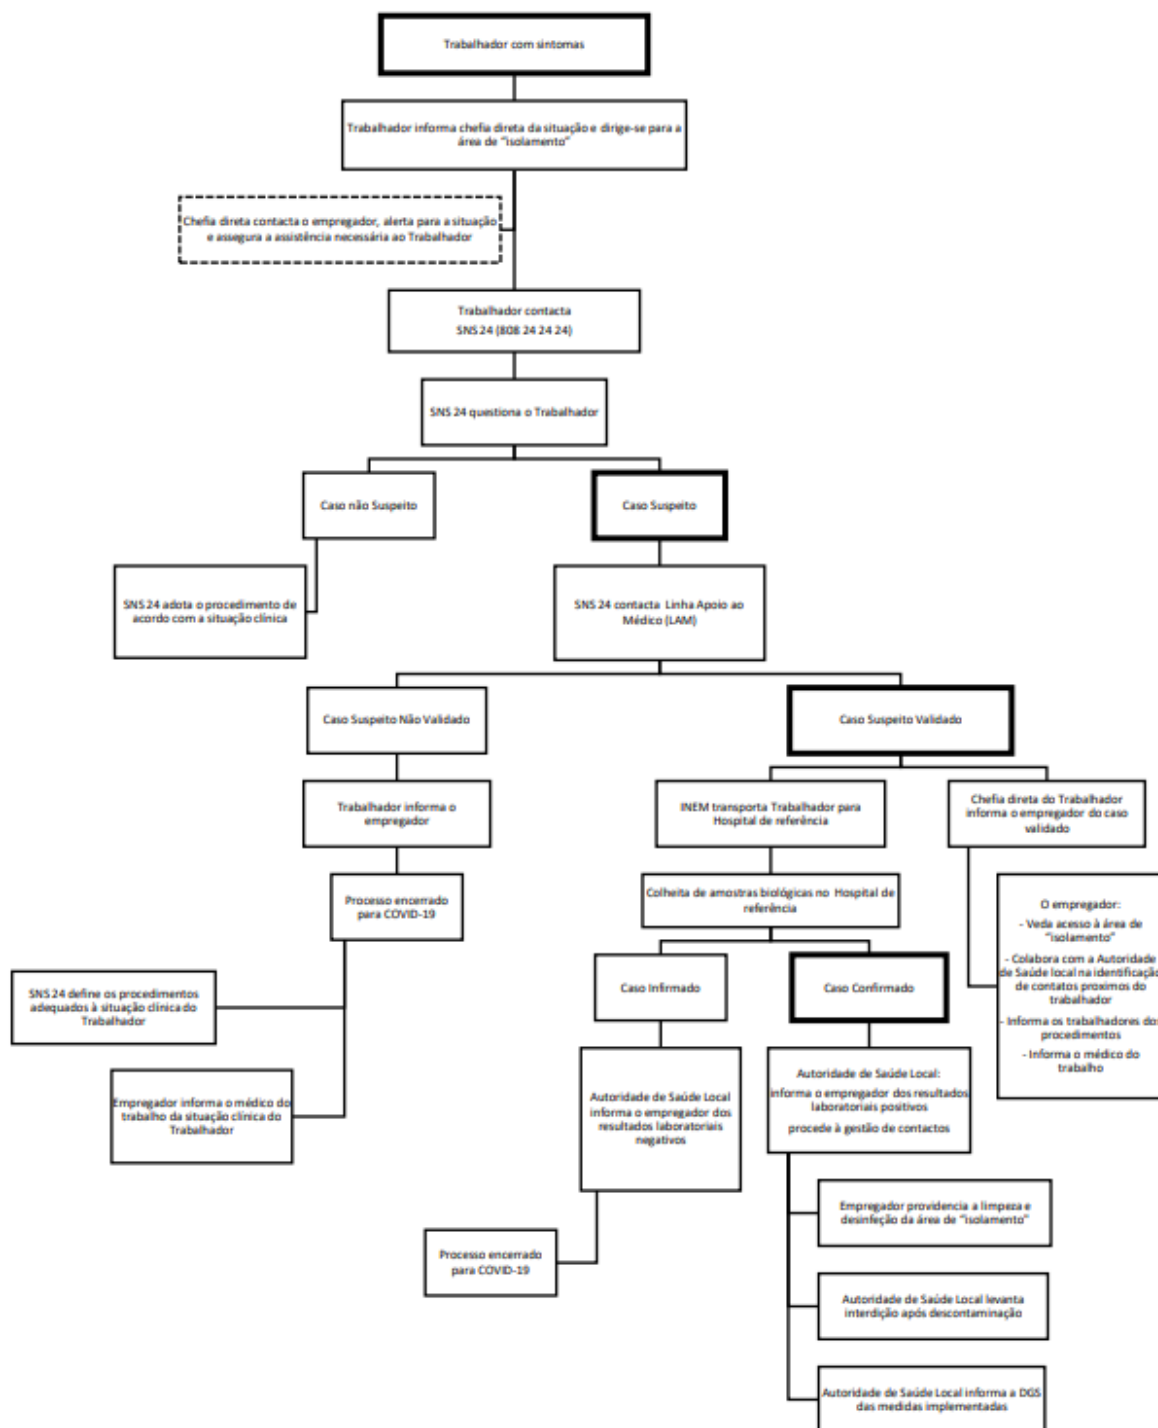 Trabalhador com sintomas
Trabalhador informa chefia direta da situação e dirige-se para a
área de “isolamento”
Chefia direta contacta o empregador, alerta para a situação
e assegura a assistência necessária ao Trabalhador
Trabalhador contacta
SNS 24 (808 24 24 24)
SNS 24 questiona o Trabalhador
Caso não Suspeito
Caso Suspeito
SNS 24 adota o procedimento de
acordo com a situação clínica
SNS 24 contacta Linha Apoio ao
Médico (LAM)
Caso Suspeito Não Validado
Caso Suspeito Validado
Trabalhador informa o
empregador
INEM transporta Trabalhador para
Hospital de referência
Chefia direta do Trabalhador
informa o empregador do caso
validado
Processo encerrado
para COVID-19
Colheita de amostras biológicas no Hospital de
referência
O empregador:
- Veda acesso à área de
“isolamento”
- Colabora com a Autoridade
de Saúde local na identificação
de contatos proximos do
trabalhador
- Informa os trabalhadores dos
procedimentos
- Informa o médico do
trabalho
SNS 24 define os procedimentos
adequados à situação clínica do
Trabalhador
Caso Infirmado
Caso Confirmado
Empregador informa o médico do
trabalho da situação clínica do
Trabalhador
Autoridade de Saúde Local
informa o empregador dos
resultados laboratoriais
negativos
Autoridade de Saúde Local:
informa o empregador dos resultados
laboratoriais positivos
procede à gestão de contactos
Processo encerrado
para COVID-19
Empregador providencia a limpeza e
desinfeção da área de “isolamento”
Autoridade de Saúde Local levanta
interdição após descontaminação
Autoridade de Saúde Local informa a DGS
das medidas implementadas